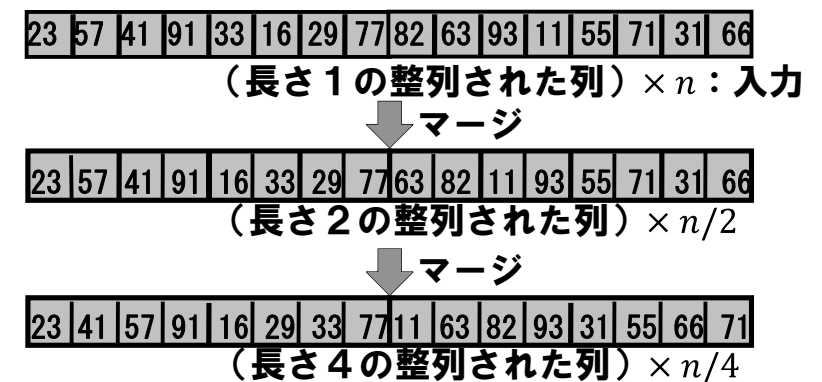 23 57 41 91 33 16 29 77 82 63 93 11 55 71 31 66
（長さ１の整列された列）× n：入力
マージ
23 57 41 91 16 33 29 77 63 82 11 93 55 71 31 66
（長さ２の整列された列）× n/2
マージ
23 41 57 91 16 29 33 77 11 63 82 93 31 55 66 71
（長さ４の整列された列）× n/4